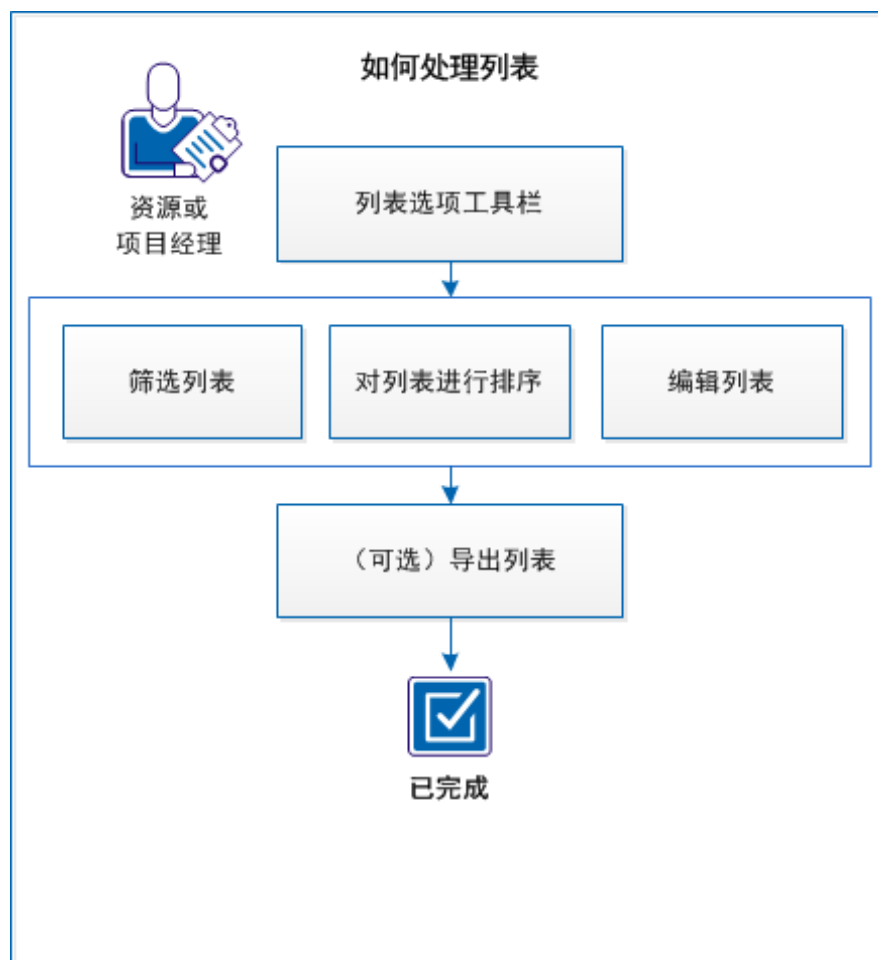 如何处理列表
资源或
项目经理
列表选项工具栏
筛选列表
对列表进行排序
编辑列表
（可选）导出列表
已完成